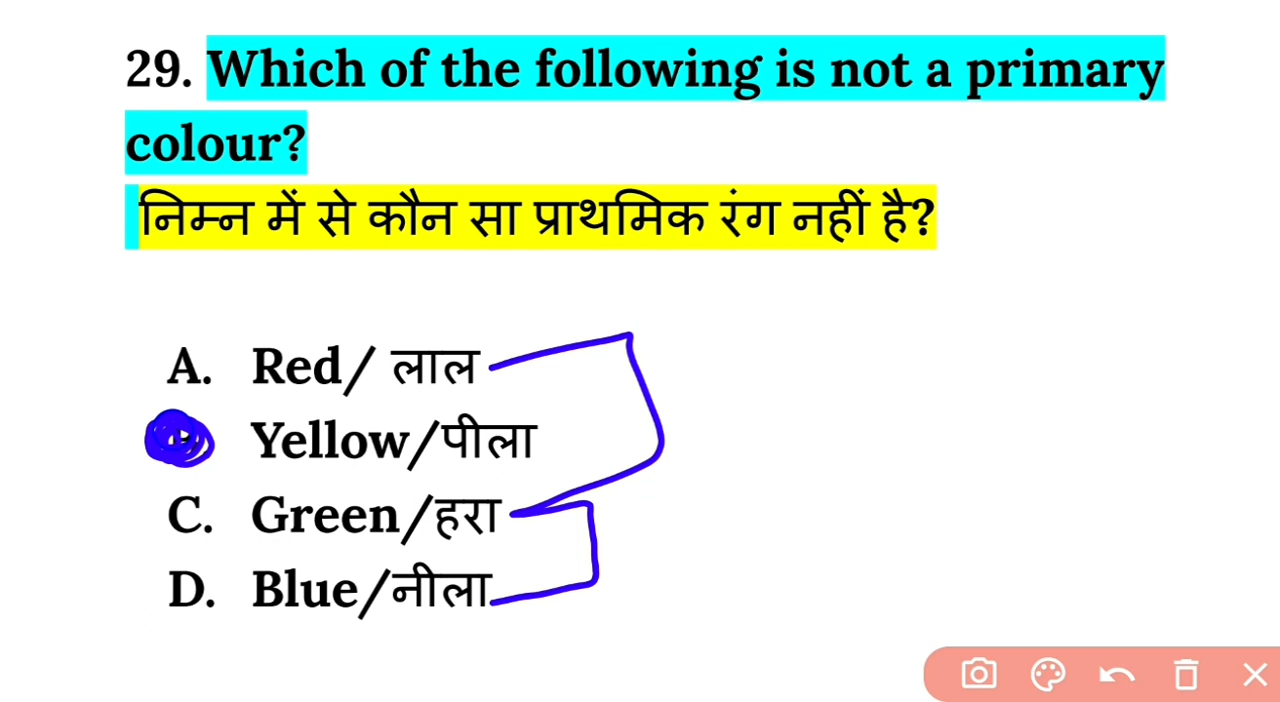 29. Which of the following is not a primary
colour?
निम्न में से कौन सा प्राथमिक रंग नहीं है?
A. Red/ लाल
Yellow/पीला
C. Green/हरा
D. Blue/नीला